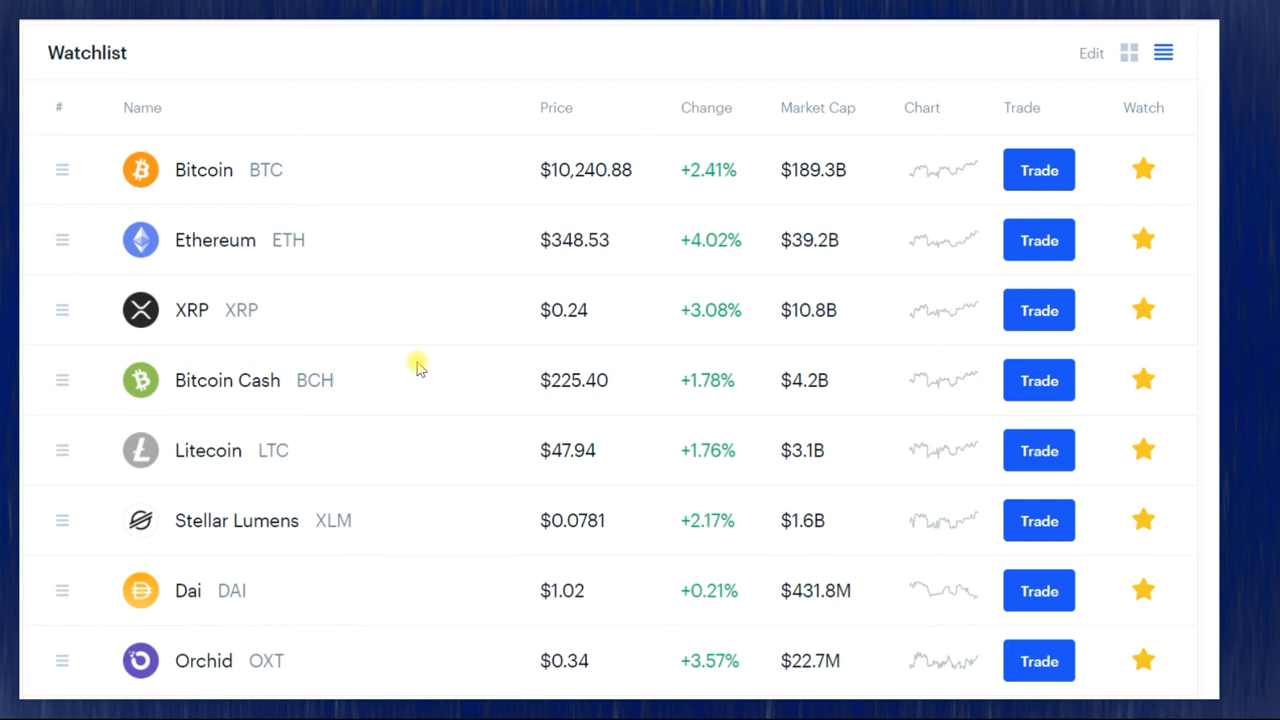 Watchlist Edit
# Name Price Change Market Cap Chart Trade Watch
Bitcoin BTC $10,240.88 +2.41% $189.3B Trade
Ethereum ETH $348.53 +4.02% $39.2B Trade
XRP XRP $0.24 +3.08% $10.8B Trade
Bitcoin Cash BCH $225.40 +1.78% $4.2B Trade
Litecoin LTC $47.94 +1.76% $3.1B Trade
Stellar Lumens XLM $0.0781 +2.17% $1.6B Trade
Dai DAI $1.02 +0.21% $431.8M Trade
Orchid OXT $0.34 +3.57% $22.7M Trade